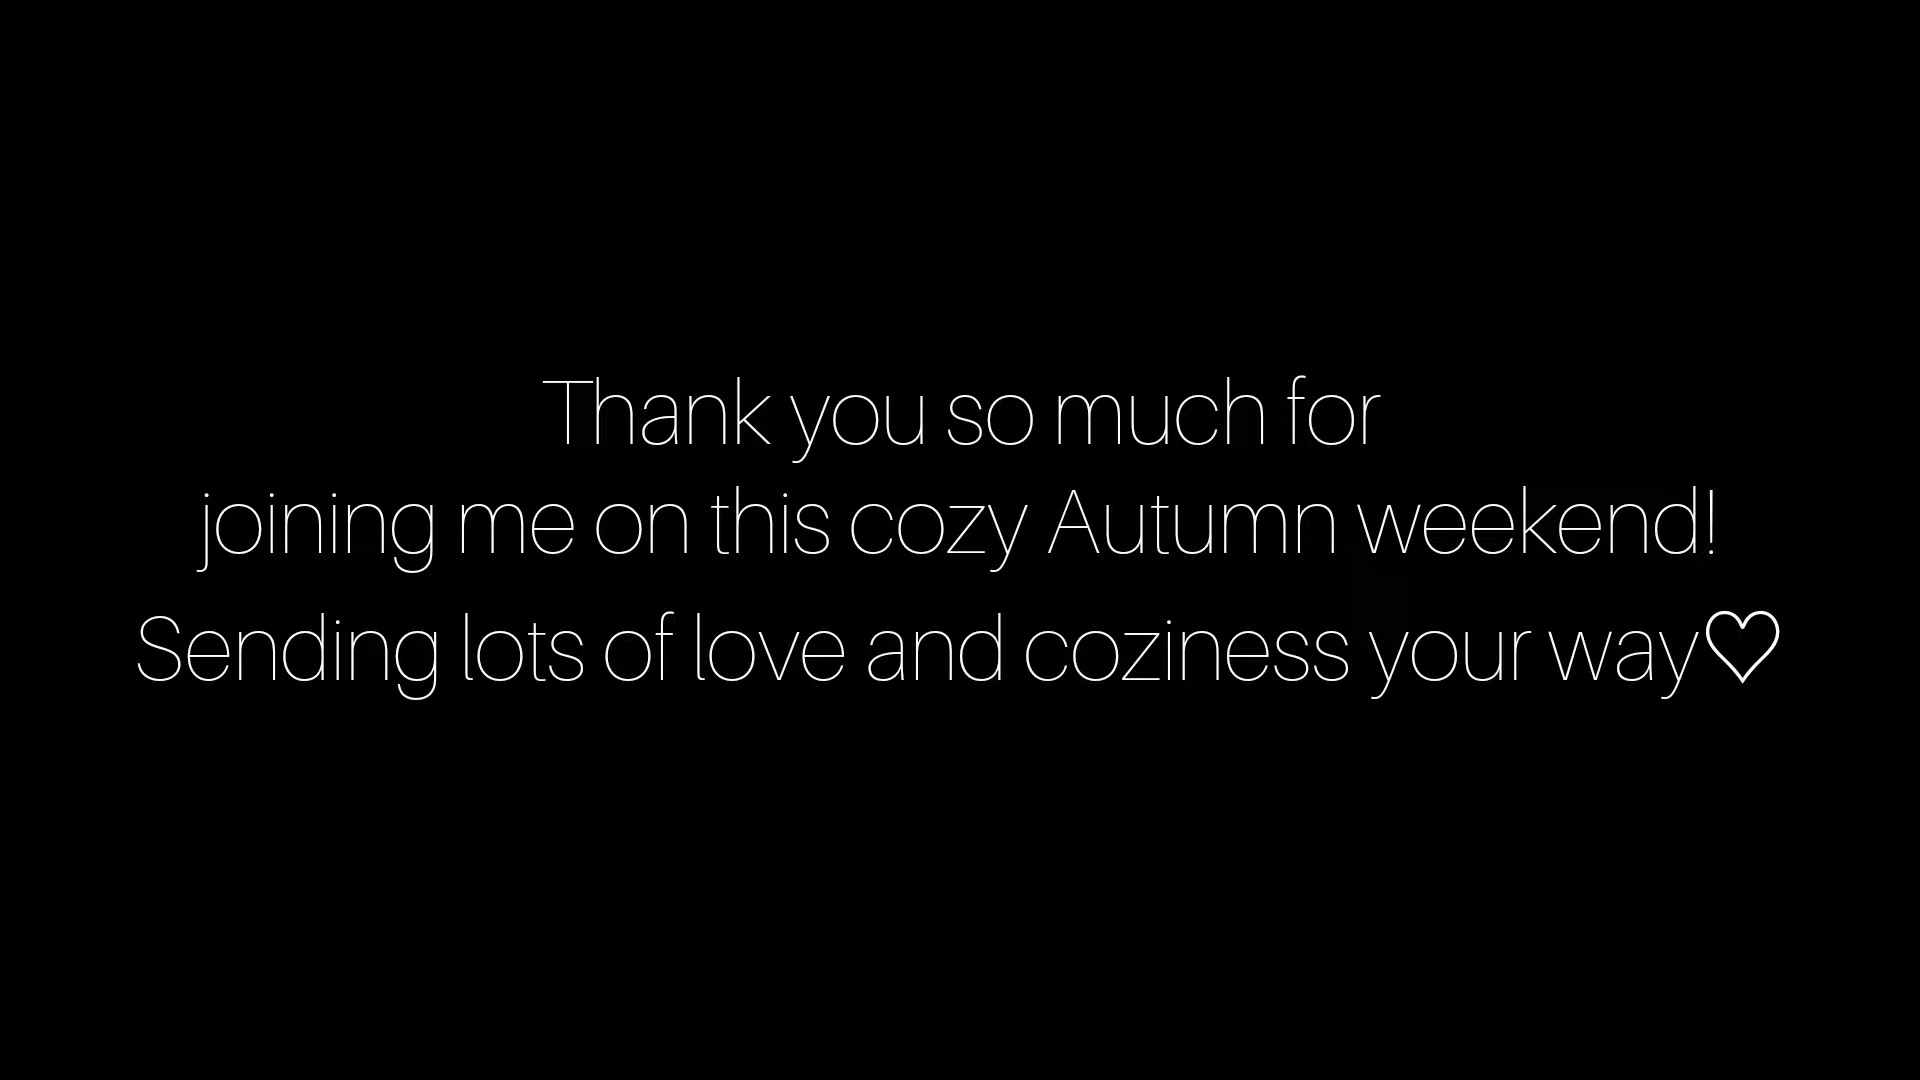 Thank you so much for
joining me on this cozy Autumn weekend!
Sending lots of love and coziness your way♡